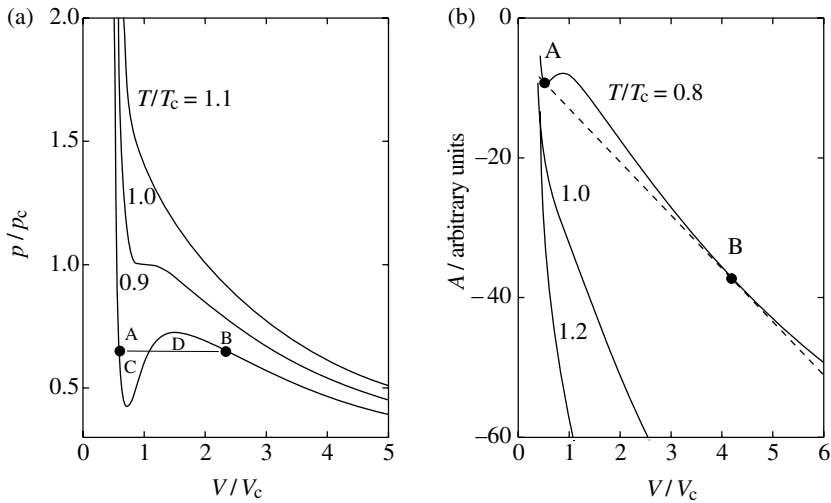 (a)
2.0
1.5
1.0
0.5
p/pc
T/Tc = 1.1
1.0
0.9
A
C
D
B
0
1
2
3
4
5
V/Vc
(b)
0
−20
−40
−60
A / arbitrary units
A
T/Tc = 0.8
1.0
1.2
B
0
1
2
3
4
5
6
V/Vc